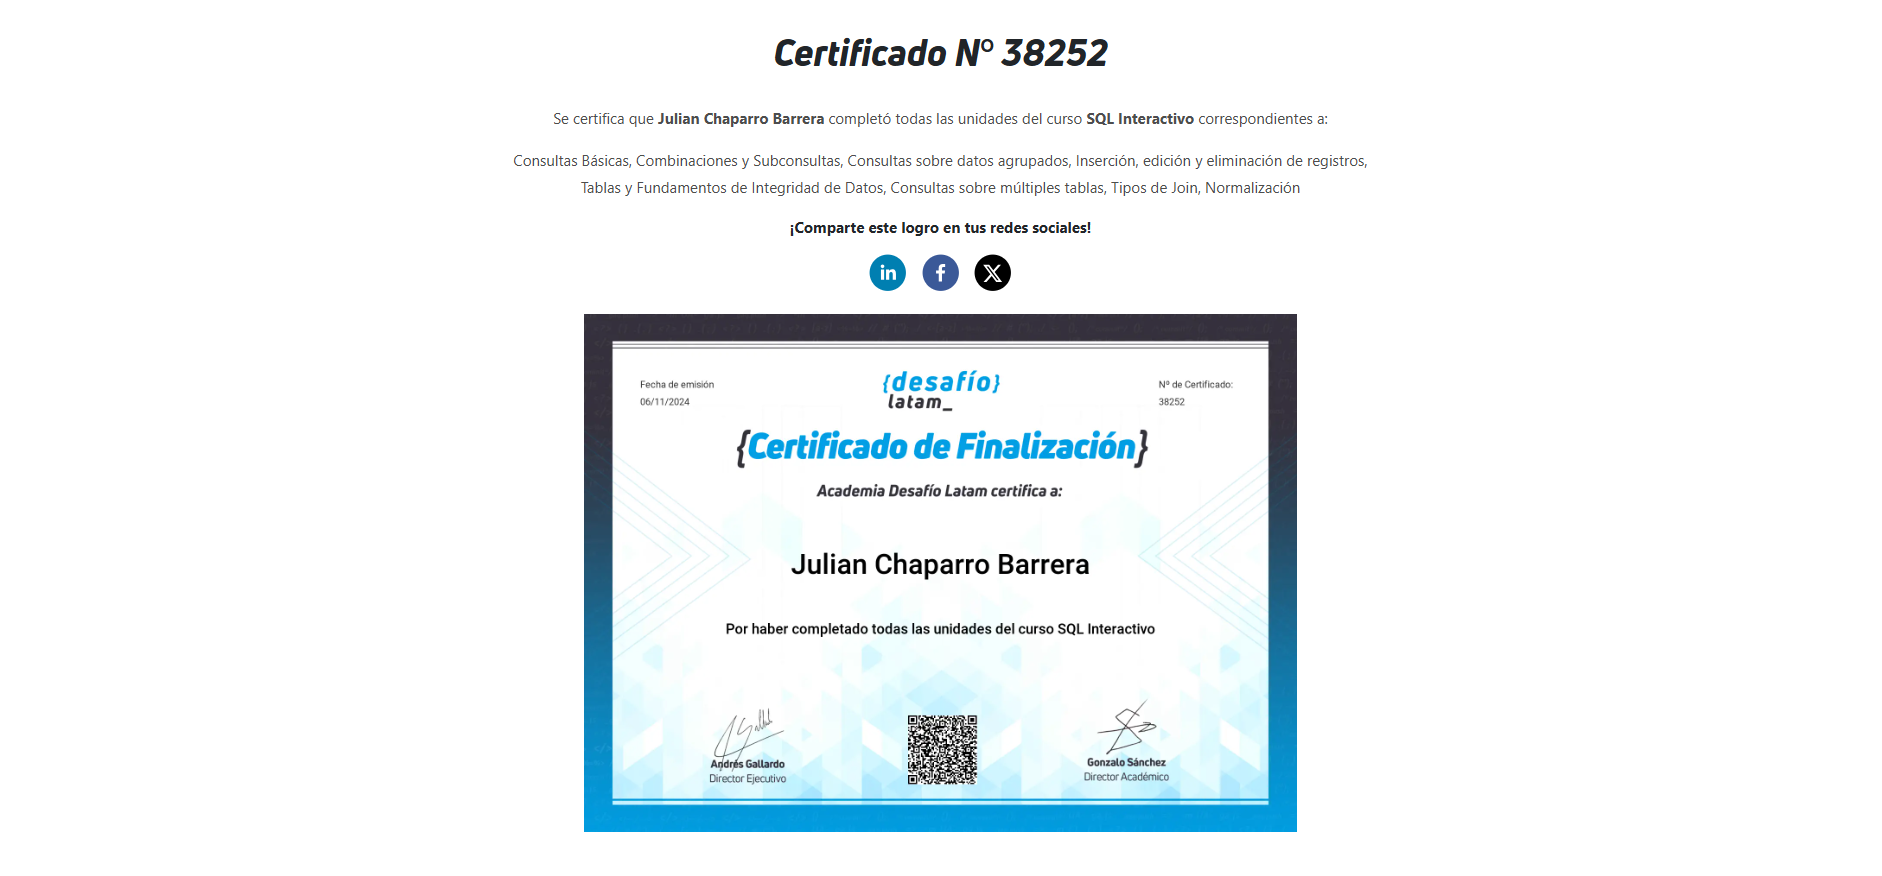 Certificado Nº 38252
Se certifica que Julian Chaparro Barrera completó todas las unidades del curso SQL Interactivo correspondientes a:
Consultas Básicas, Combinaciones y Subconsultas, Consultas sobre datos agrupados, Inserción, edición y eliminación de registros,
Tablas y Fundamentos de Integridad de Datos, Consultas sobre múltiples tablas, Tipos de Join, Normalización
¡Comparte este logro en tus redes sociales!
in f X
Fecha de emisión
06/11/2024
{desafío}
latam_
Nº de Certificado:
38252
{Certificado de Finalización}
Academia Desafío Latam certifica a:
Julian Chaparro Barrera
Por haber completado todas las unidades del curso SQL Interactivo
Andrés Gallardo
Director Ejecutivo
Gonzalo Sánchez
Director Académico